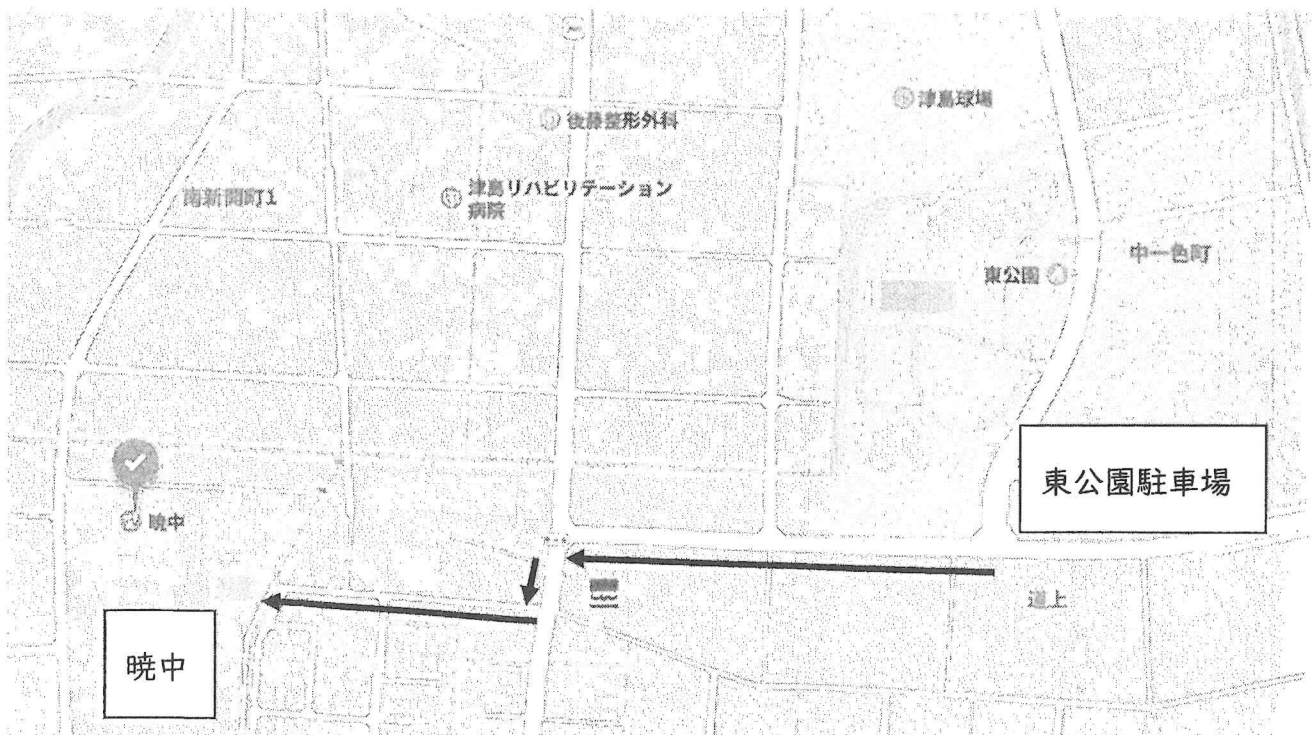 津島球場
後藤整形外科
南新開町1
津島リハビリテーション
病院
中一色町
東公園
東公園駐車場
暁中
道上
暁中